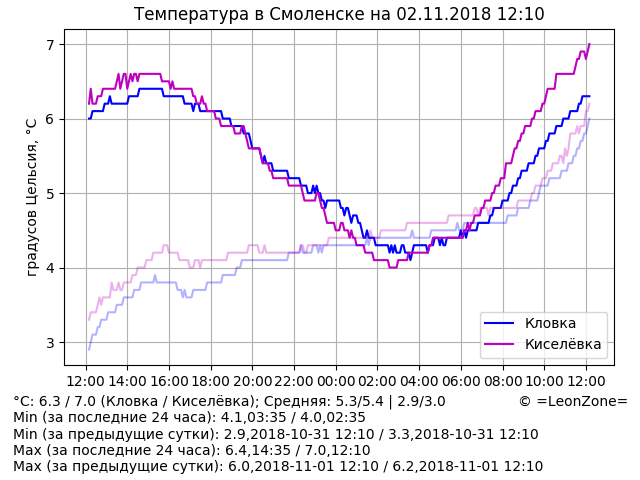 Температура в Смоленске на 02.11.2018 12:10
градусов Цельсия, °C
7
6
5
4
3
Кловка
Киселёвка
12:00 14:00 16:00 18:00 20:00 22:00 00:00 02:00 04:00 06:00 08:00 10:00 12:00
°C: 6.3 / 7.0 (Кловка / Киселёвка); Средняя: 5.3/5.4 | 2.9/3.0 © =LeonZone=
Min (за последние 24 часа): 4.1,03:35 / 4.0,02:35
Min (за предыдущие сутки): 2.9,2018-10-31 12:10 / 3.3,2018-10-31 12:10
Max (за последние 24 часа): 6.4,14:35 / 7.0,12:10
Max (за предыдущие сутки): 6.0,2018-11-01 12:10 / 6.2,2018-11-01 12:10